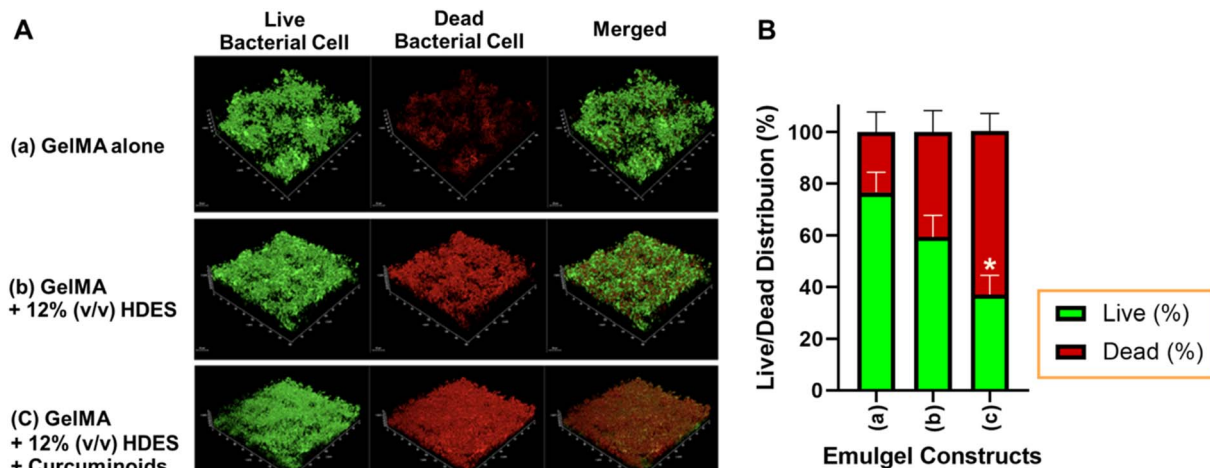 A
Live
Bacterial Cell
Dead
Bacterial Cell
Merged
(a) GelMA alone
(b) GelMA
+ 12% (v/v) HDES
(C) GelMA
+ 12% (v/v) HDES
+ Curcuminoids
B
Live/Dead Distribuion (%)
100
80
60
40
20
0
*
(a)
(b)
(c)
Emulgel Constructs
Live (%)
Dead (%)